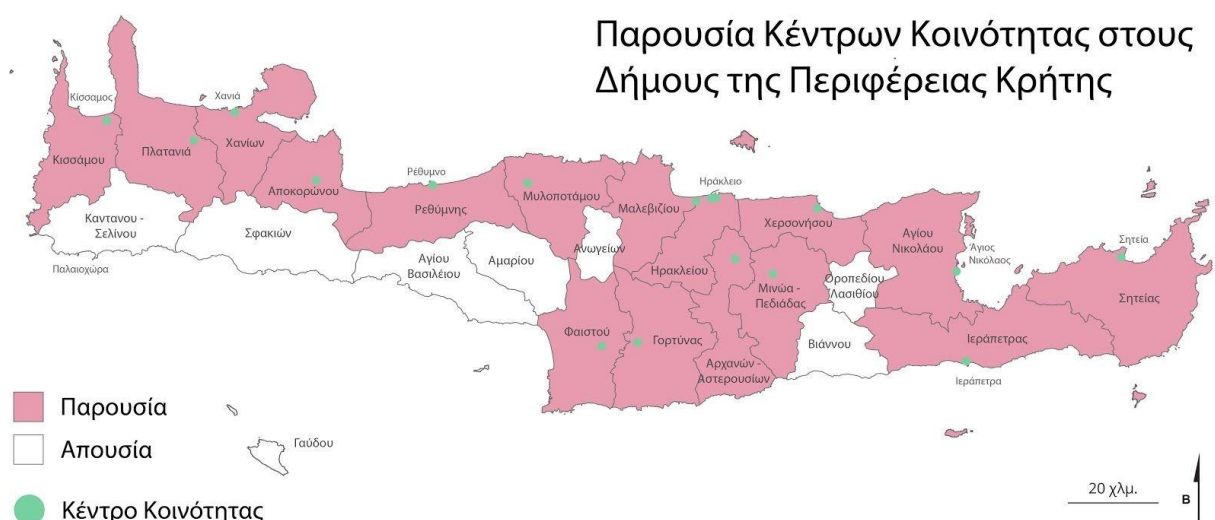 Παρουσία Κέντρων Κοινότητας στους
Δήμους της Περιφέρειας Κρήτης
Κίσσαμος
Χανιά
Πλατανιά
Χανίων
Κισσάμου
Αποκορώνου
Ρέθυμνο
Ρεθύμνης
Μυλοποτάμου
Ηράκλειο
Μαλεβιζίου
Χερσονήσου
Καντανου -
Σελίνου
Σφακιών
Παλαιοχώρα
Αγίου
Βασιλείου
Αμαρίου
Ανωγείων
Ηρακλείου
Μινώα -
Πεδιάδας
Οροπεδίου
Λασιθίου
Αγίου
Νικολάου
Άγιος
Νικόλαος
Σητεία
Σητείας
Φαιστού
Γορτύνας
Αρχανών -
Αστερουσίων
Βιάννου
Ιεράπετρας
Ιεράπετρα
Παρουσία
Απουσία
Γαύδου
Κέντρο Κοινότητας
20 χλμ.
Β